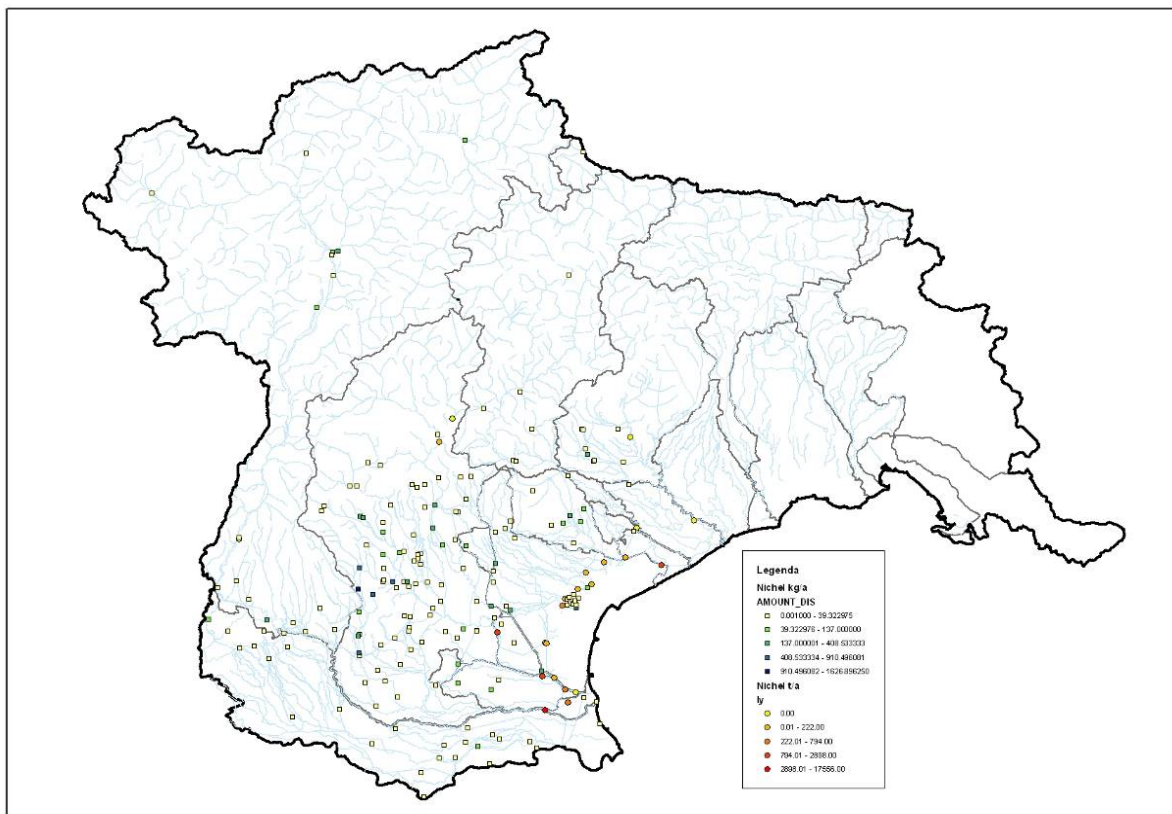 Legenda
Nichel kg/a
AMOUNT_DIS
0.001000 - 39.322975
39.322976 - 137.000000
137.000001 - 408.533333
408.533334 - 910.496081
910.496082 - 1626.896250
Nichel t/a
ly
0.00
0.01 - 222.00
222.01 - 794.00
794.01 - 2898.00
2898.01 - 17556.00